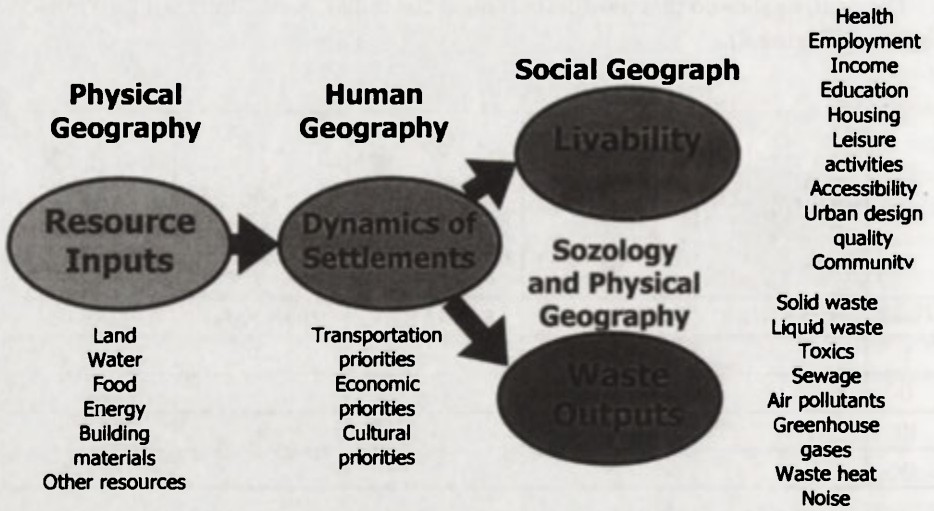 Physical
Geography
Resource
Inputs
Land
Water
Food
Energy
Building
materials
Other resources
Human
Geography
Dynamics of
Settlements
Transportation
priorities
Economic
priorities
Cultural
priorities
Social Geograph
Livability
Health
Employment
Income
Education
Housing
Leisure
activities
Accessibility
Urban design
quality
Community
Sozology
and Physical
Geography
Waste
Outputs
Solid waste
Liquid waste
Toxics
Sewage
Air pollutants
Greenhouse
gases
Waste heat
Noise